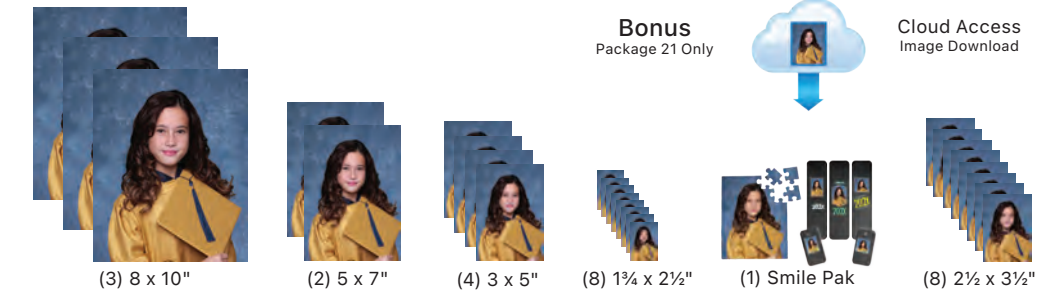 Bonus
Package 21 Only
Cloud Access
Image Download
(3) 8 x 10"
(2) 5 x 7"
(4) 3 x 5"
(8) 1¾ x 2½"
(1) Smile Pak
(8) 2½ x 3½"